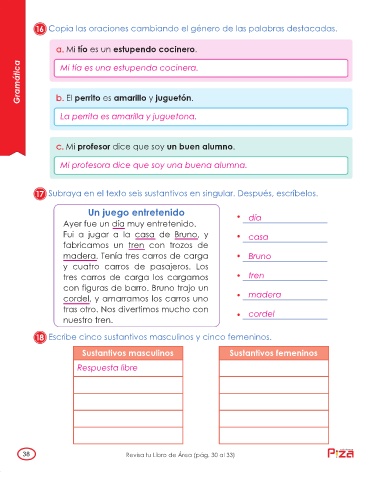 16 Copia las oraciones cambiando el género de las palabras destacadas.
a. Mi tío es un estupendo cocinero.
Mi tía es una estupenda cocinera.
b. El perrito es amarillo y juguetón.
La perrita es amarilla y juguetona.
c. Mi profesor dice que soy un buen alumno.
Mi profesora dice que soy una buena alumna.
Gramática
17 Subraya en el texto seis sustantivos en singular. Después, escríbelos.
Un juego entretenido
Ayer fue un día muy entretenido.
Fui a jugar a la casa de Bruno, y
fabricamos un tren con trozos de
madera. Tenía tres carros de carga
y cuatro carros de pasajeros. Los
tres carros de carga los cargamos
con figuras de barro. Bruno trajo un
cordel, y amarramos los carros uno
tras otro. Nos divertimos mucho con
nuestro tren.
• día
• casa
• Bruno
• tren
• madera
• cordel
18 Escribe cinco sustantivos masculinos y cinco femeninos.
Sustantivos masculinos Sustantivos femeninos
Respuesta libre
38 Revisa tu Libro de Área (pág. 30 al 33)